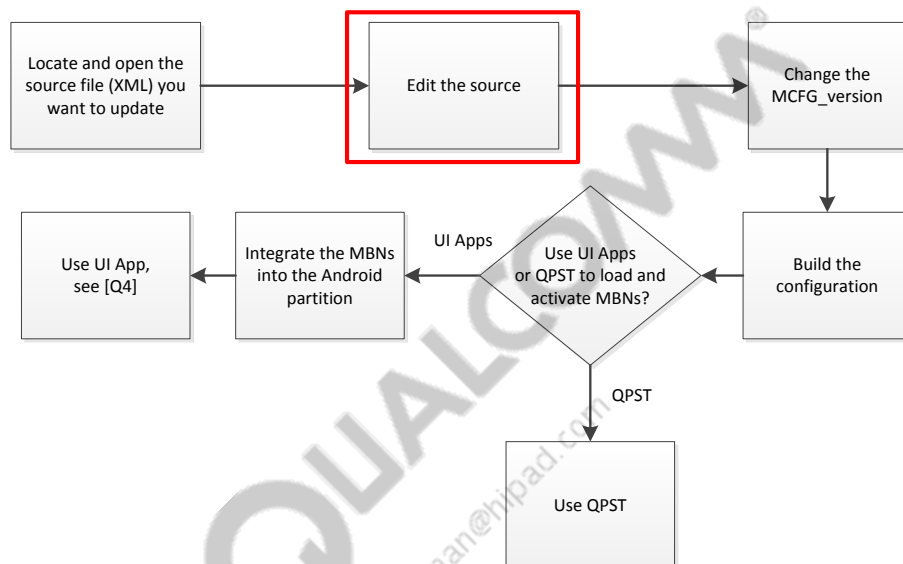 Locate and open the
source file (XML) you
want to update
Edit the source
Change the
MCFG_version
Use UI App,
see [Q4]
Integrate the MBNs
into the Android
partition
UI Apps
Use UI Apps
or QPST to load and
activate MBNs?
Build the
configuration
QPST
Use QPST
QUALCOMM®